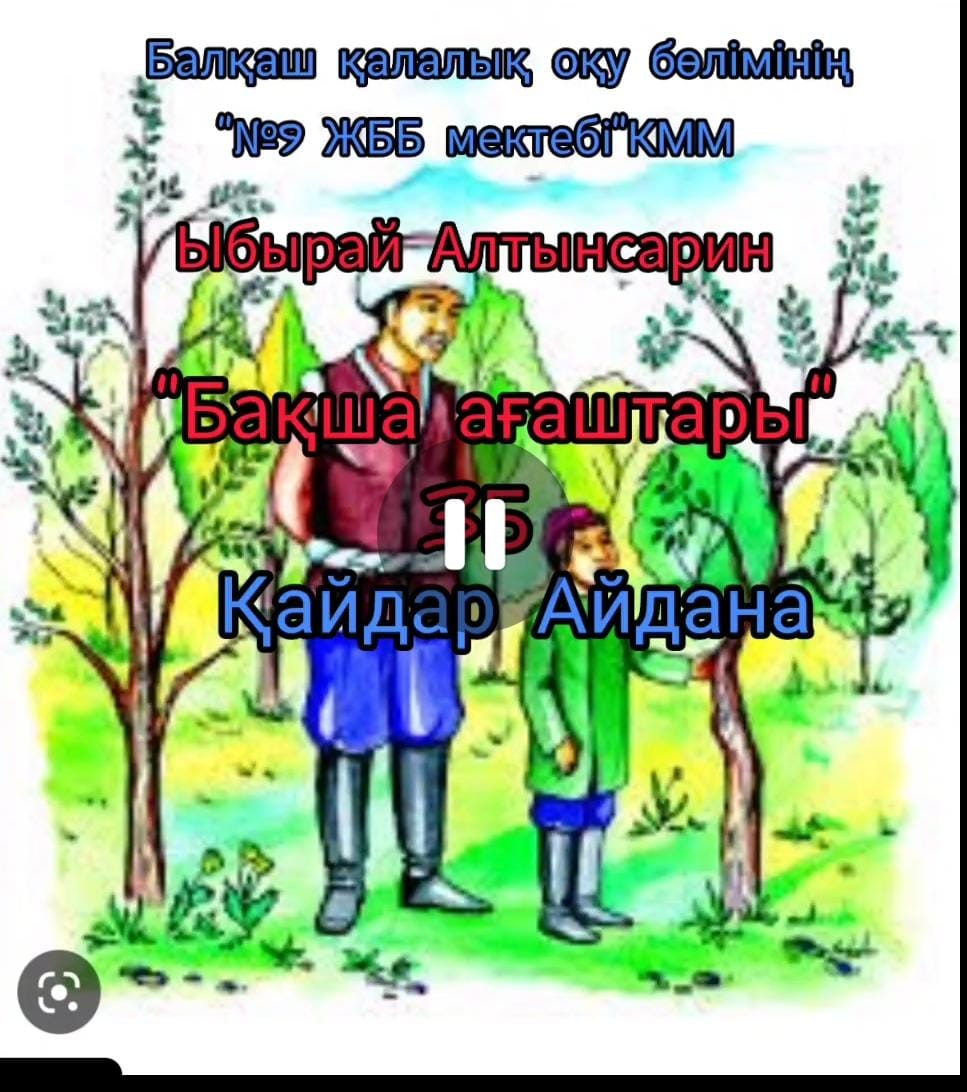 Балқаш қалалық оқу бөлімінің
"№9 ЖББ мектебі"КММ
Ыбырай Алтынсарин
"Бақша ағаштары"
3Б
Қайдар Айдана